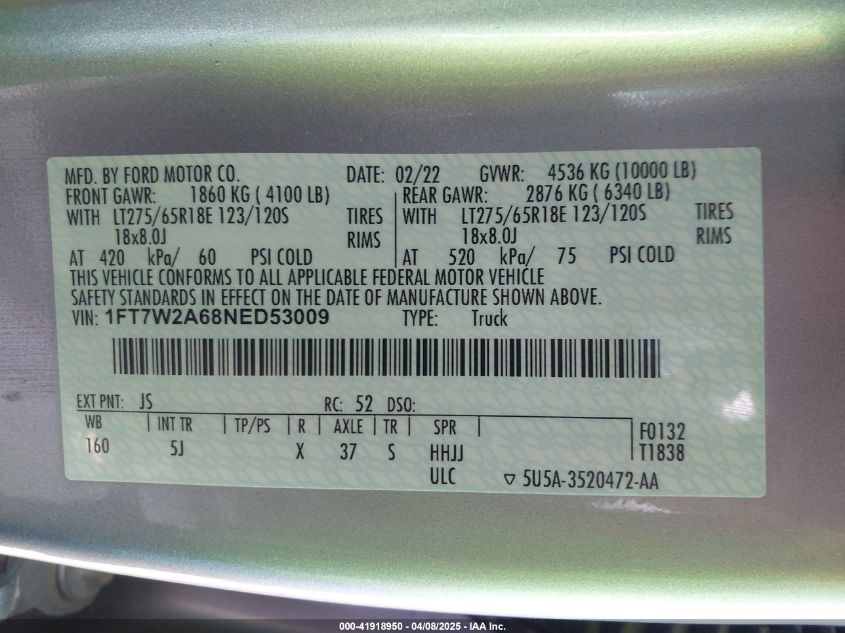 MFD. BY FORD MOTOR CO. DATE: 02/22 GVWR: 4536 KG (10000 LB)
FRONT GAWR: 1860 KG ( 4100 LB) REAR GAWR: 2876 KG ( 6340 LB)
WITH LT275/65R18E 123/120S TIRES WITH LT275/65R18E 123/120S TIRES
18x8.0J RIMS 18x8.0J RIMS
AT 420 kPa/ 60 PSI COLD AT 520 kPa/ 75 PSI COLD
THIS VEHICLE CONFORMS TO ALL APPLICABLE FEDERAL MOTOR VEHICLE
SAFETY STANDARDS IN EFFECT ON THE DATE OF MANUFACTURE SHOWN ABOVE.
VIN: 1FT7W2A68NED53009 TYPE: Truck
EXT PNT: JS RC: 52 DSO:
WB INT TR TP/PS R AXLE TR SPR F0132
160 5J X 37 S HHJJ T1838
ULC 5U5A-3520472-AA
000-41918950 - 04/08/2025 - IAA Inc.